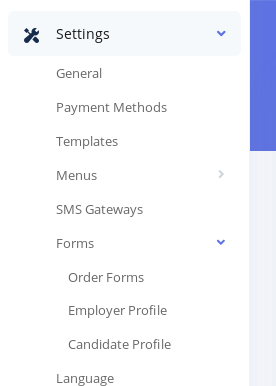 Settings
General
Payment Methods
Templates
Menus
SMS Gateways
Forms
Order Forms
Employer Profile
Candidate Profile
Language